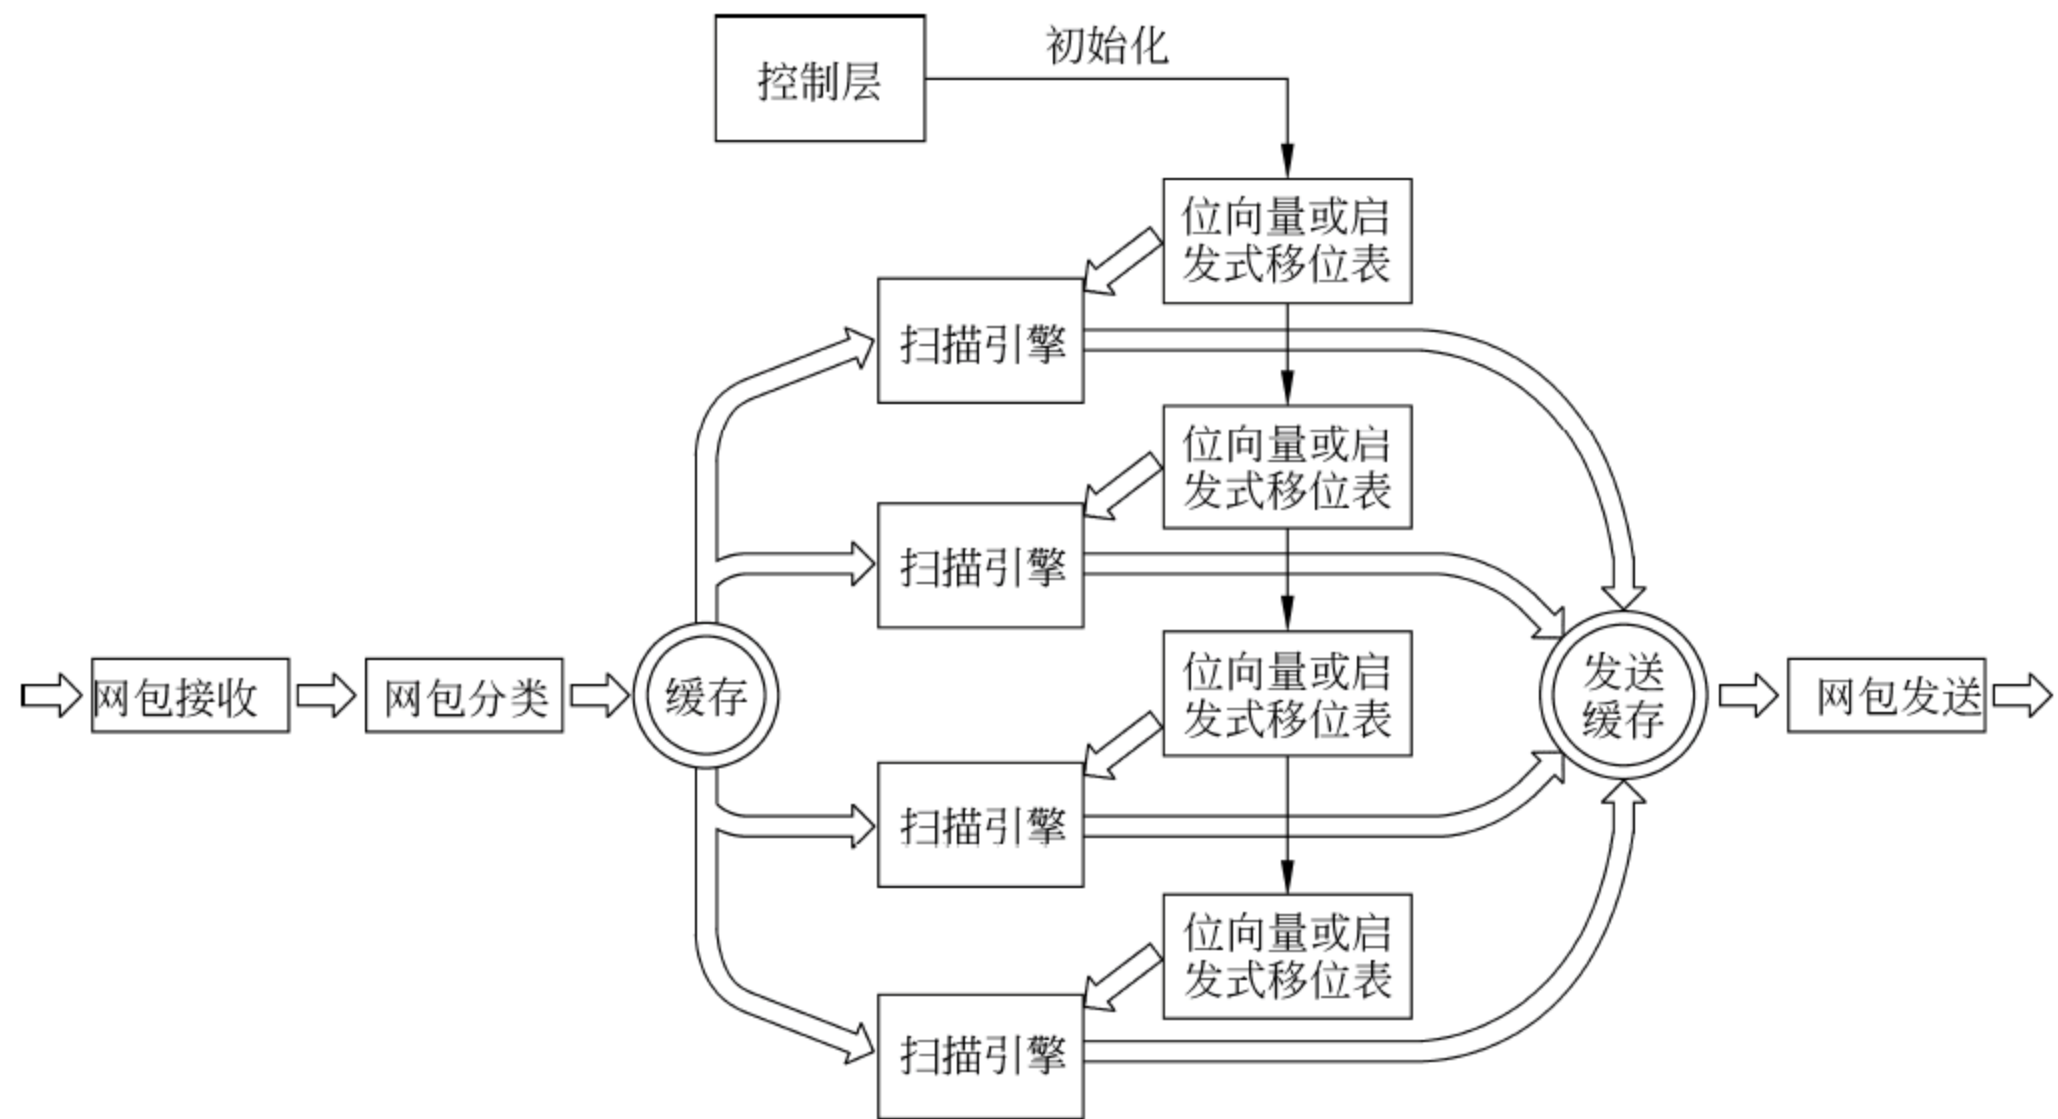 初始化
控制层
位向量或启
发式移位表
扫描引擎
位向量或启
发式移位表
扫描引擎
网包接收
网包分类
缓存
位向量或启
发式移位表
发送
缓存
网包发送
扫描引擎
位向量或启
发式移位表
扫描引擎